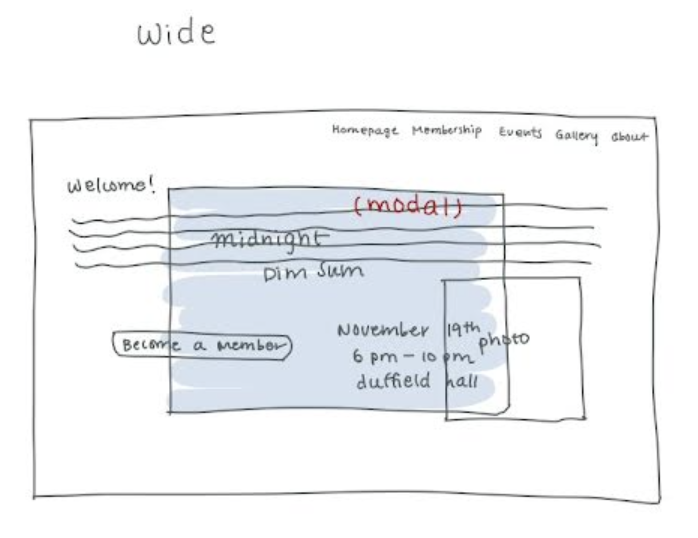 Wide
Homepage Membership Events Gallery About
Welcome!
(modal)
midnight
Dim Sum
November 19th
6 pm - 10 pm
duffield hall
photo
Become a member